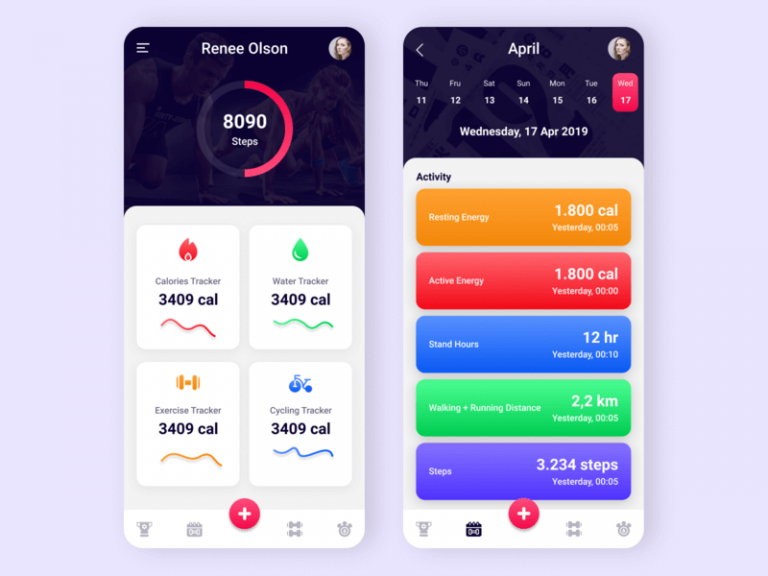 Renee Olson
8090
Steps
Calories Tracker
3409 cal
Water Tracker
3409 cal
Exercise Tracker
3409 cal
Cycling Tracker
3409 cal
April
Thu Fru Sat Sun Mon Tue Wed
11 12 13 14 15 16 17
Wednesday, 17 Apr 2019
Activity
Resting Energy
1.800 cal
Yesterday, 00:05
Active Energy
1.800 cal
Yesterday, 00:00
Stand Hours
12 hr
Yesterday, 00:10
Walking + Running Distance
2,2 km
Yesterday, 00:05
Steps
3.234 steps
Yesterday, 00:05